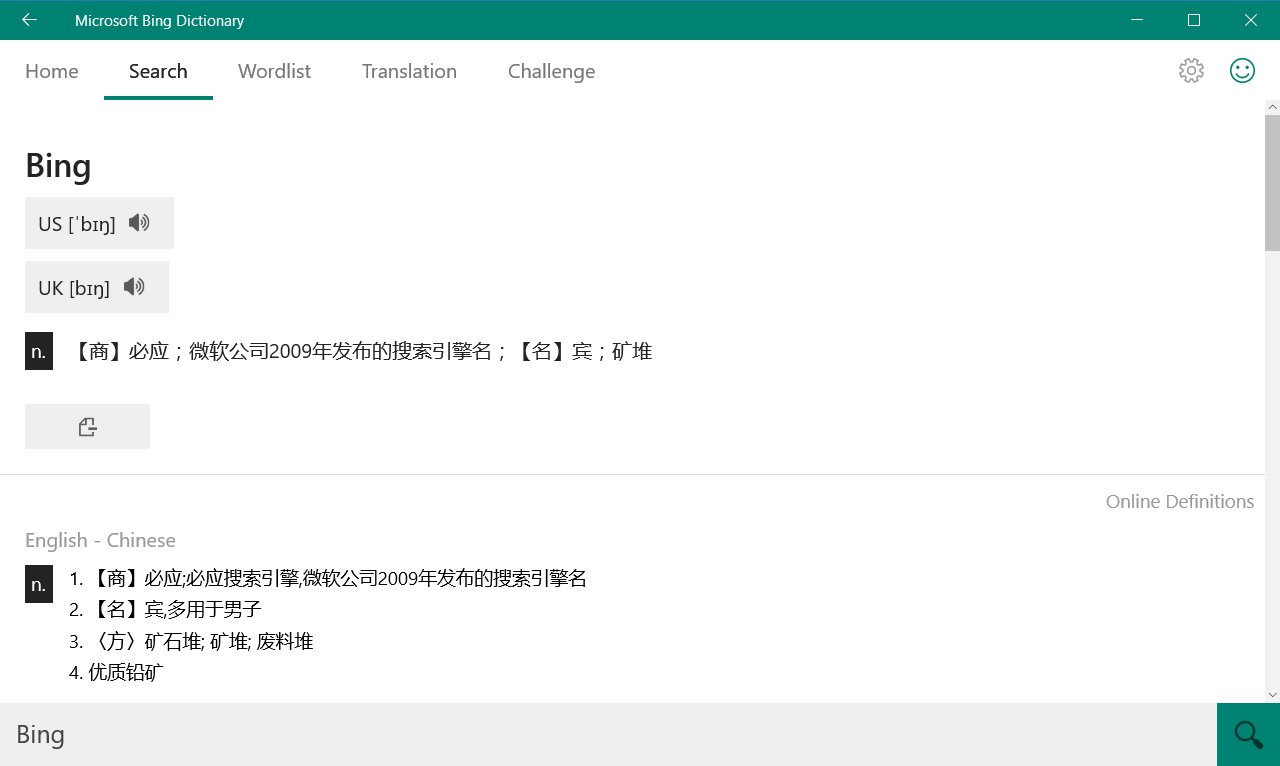 Microsoft Bing Dictionary
Home Search Wordlist Translation Challenge
Bing
US [ˈbɪŋ]
UK [bɪŋ]
n. 【商】必应；微软公司2009年发布的搜索引擎名；【名】宾；矿堆
Online Definitions
English - Chinese
n. 1. 【商】必应;必应搜索引擎,微软公司2009年发布的搜索引擎名
2. 【名】宾,多用于男子
3. 〈方〉矿石堆; 矿堆; 废料堆
4. 优质铅矿
Bing